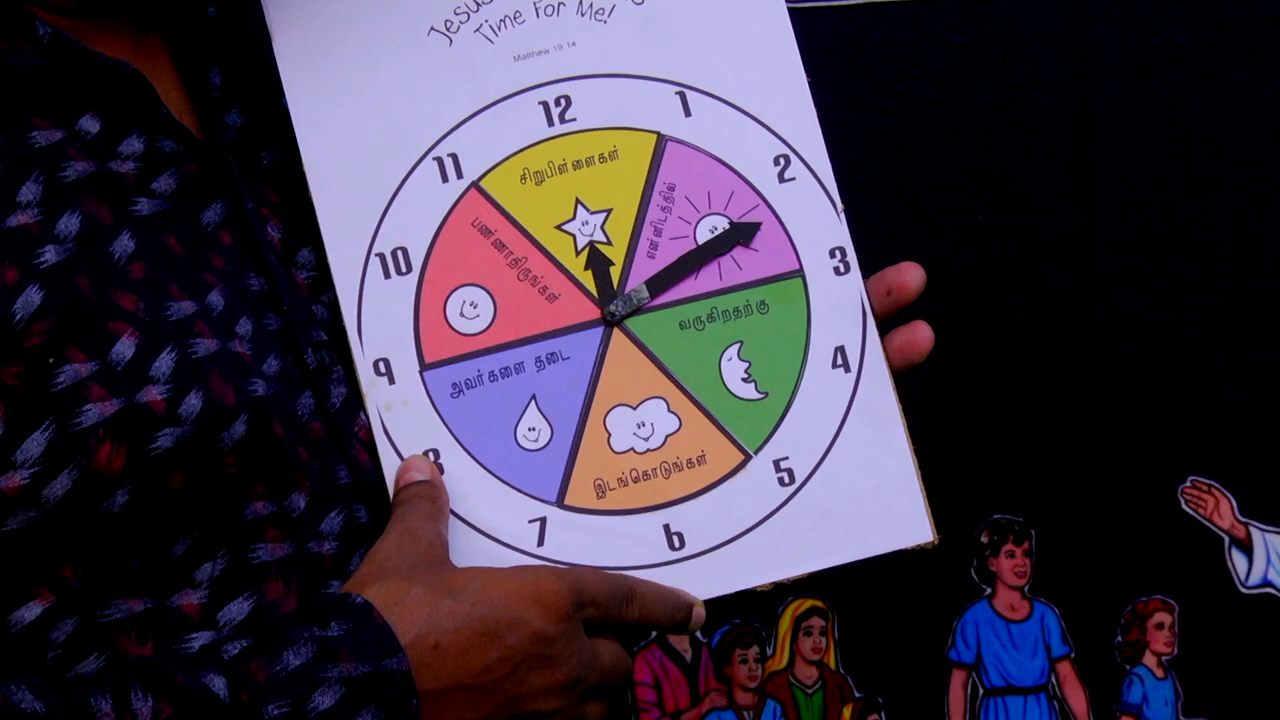 Jesus
Time For Me!
Matthew 19 14
12
1
2
3
4
5
6
7
8
9
10
11
சிறுபிள்ளைகள்
என்னிடத்தில்
வருகிறதற்கு
இடங்கொடுங்கள்
அவர்களை தடை
பண்ணாதிருங்கள்